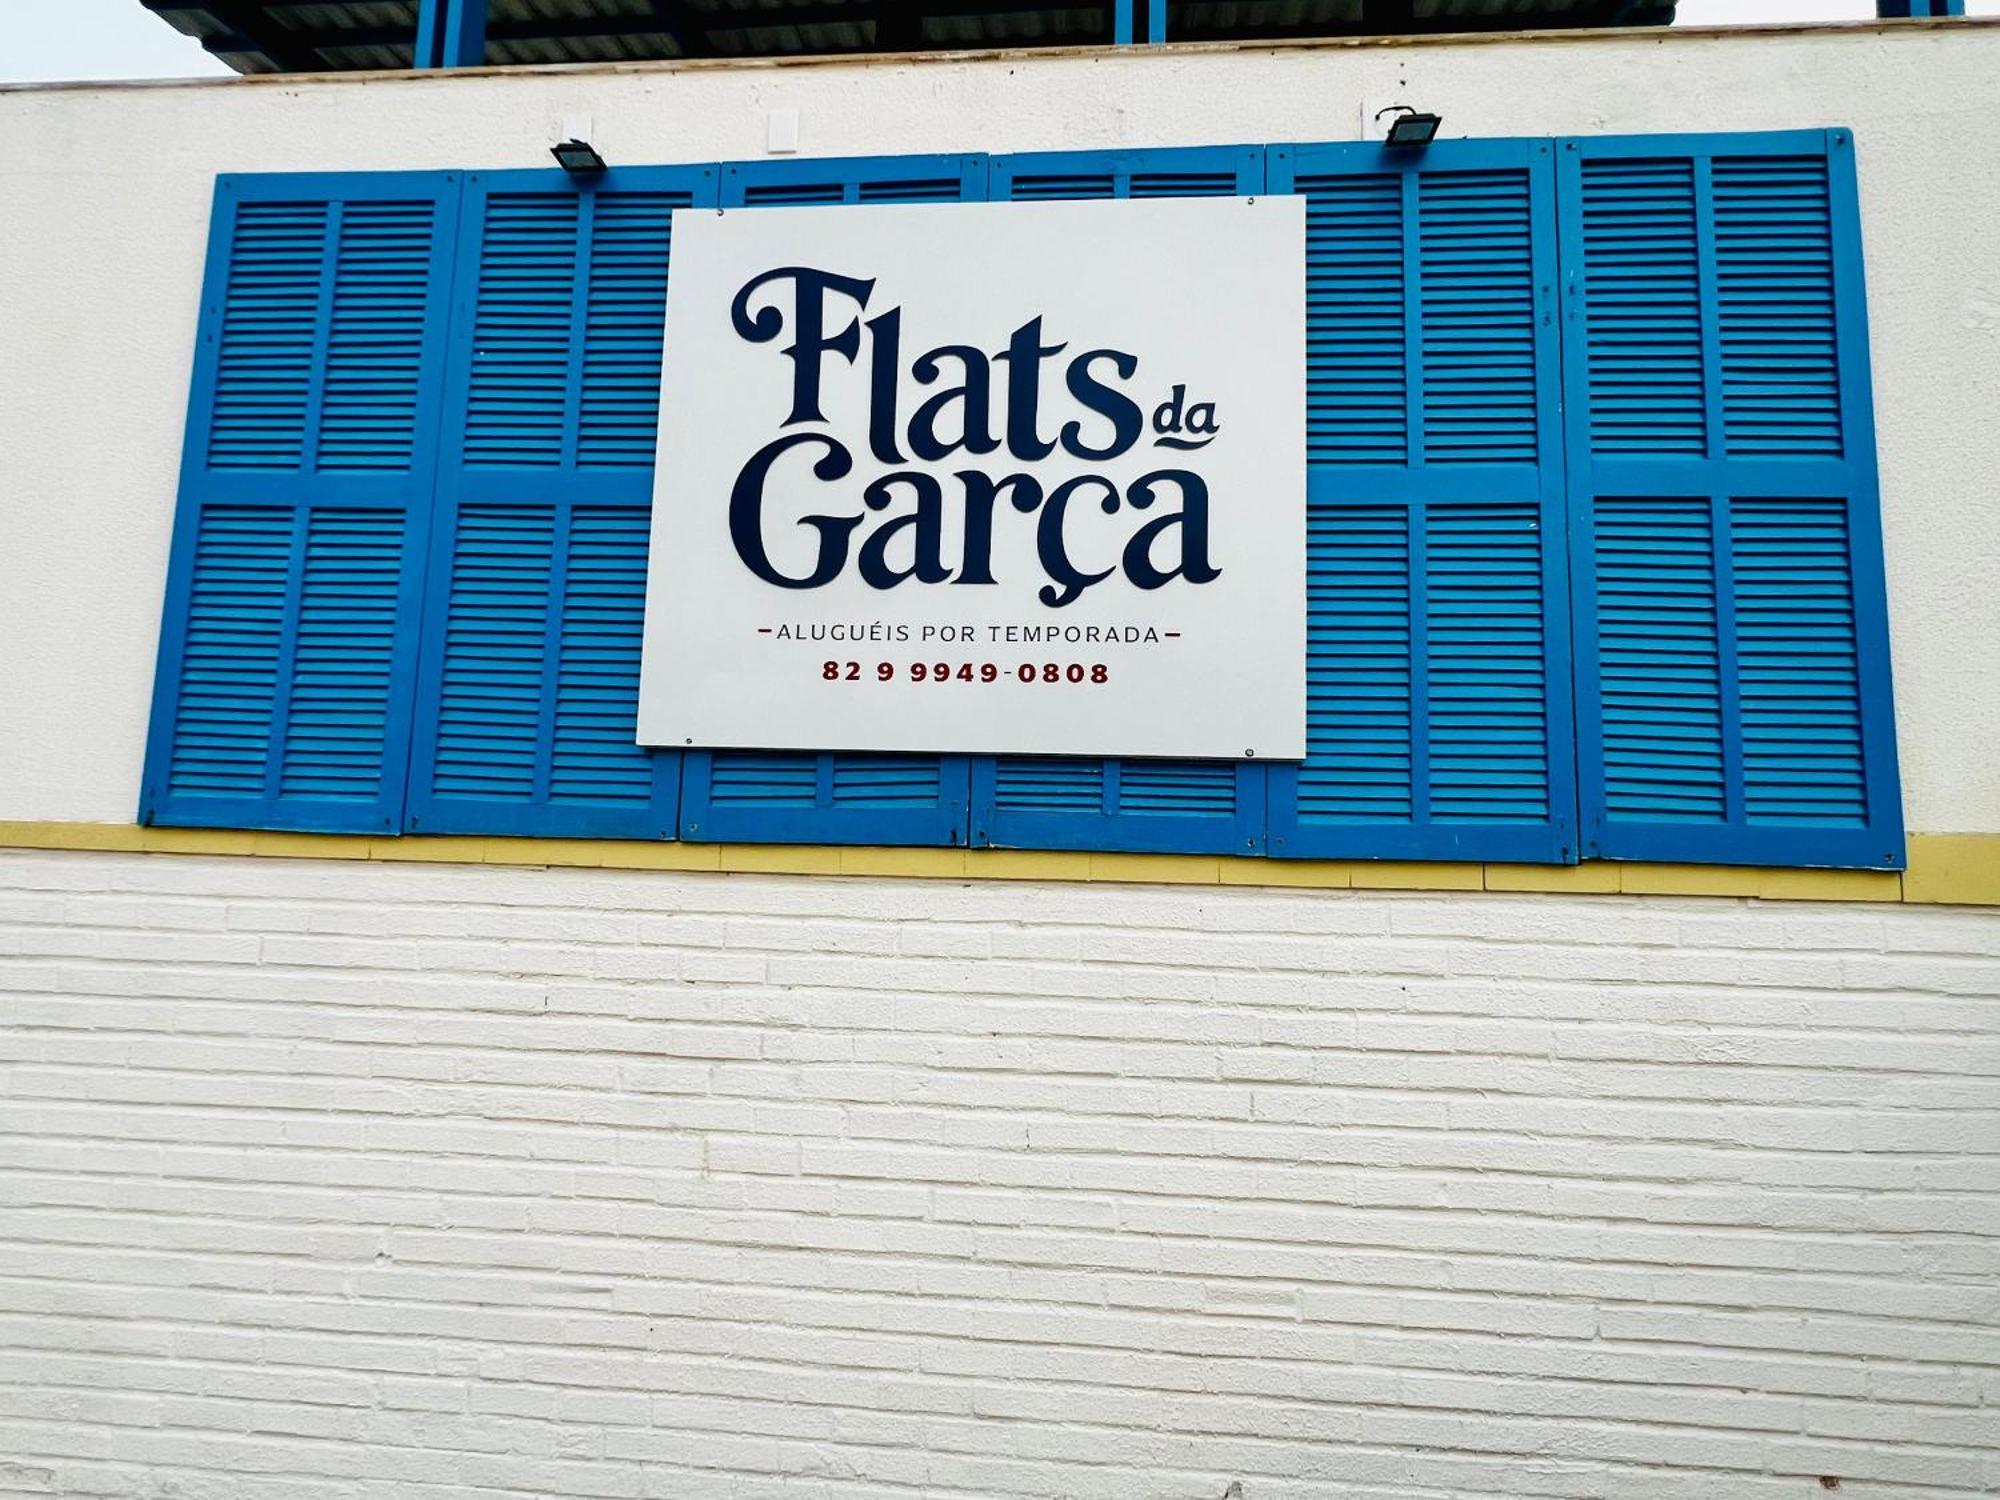 Flats da
Garça
-ALUGUÉIS POR TEMPORADA-
82 9 9949-0808